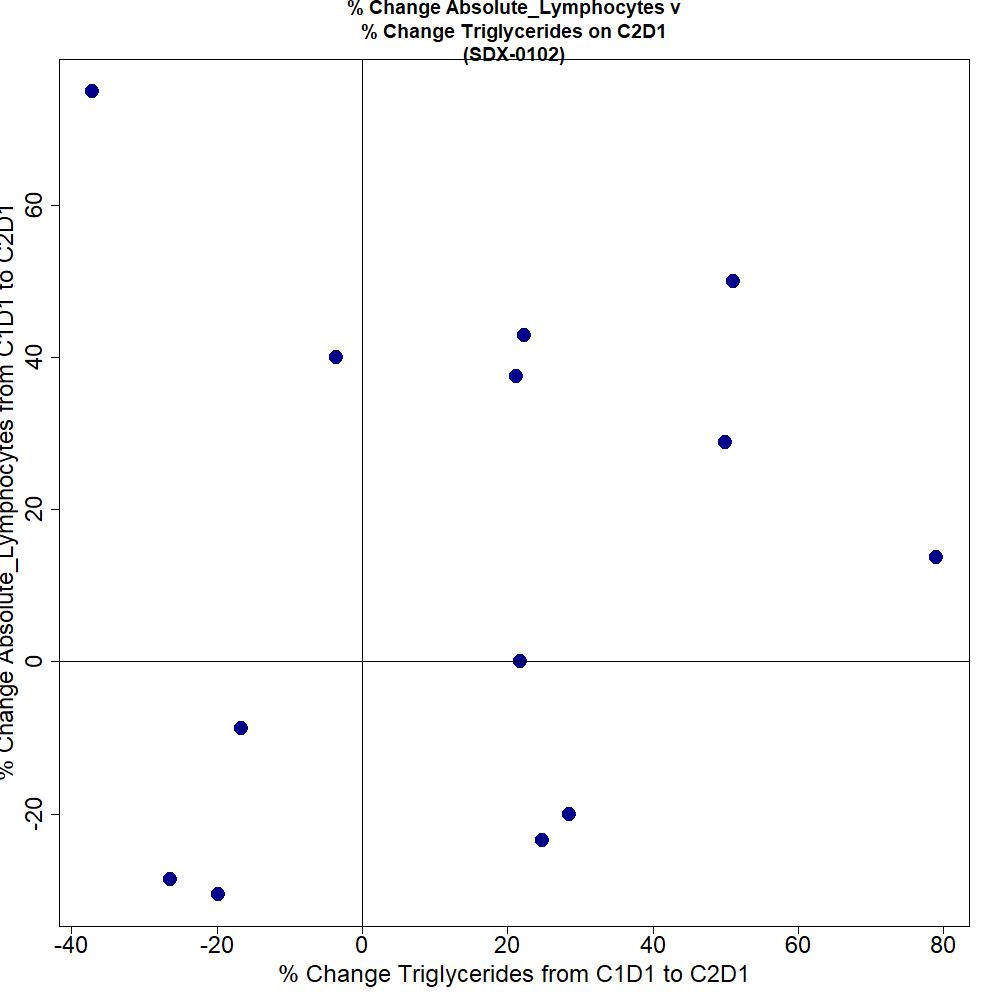 % Change Absolute_Lymphocytes v
% Change Triglycerides on C2D1
(SDX-0102)
% Change Absolute_Lymphocytes from C1D1 to C2D1
60
40
20
0
-20
-40
-20
0
20
40
60
80
% Change Triglycerides from C1D1 to C2D1